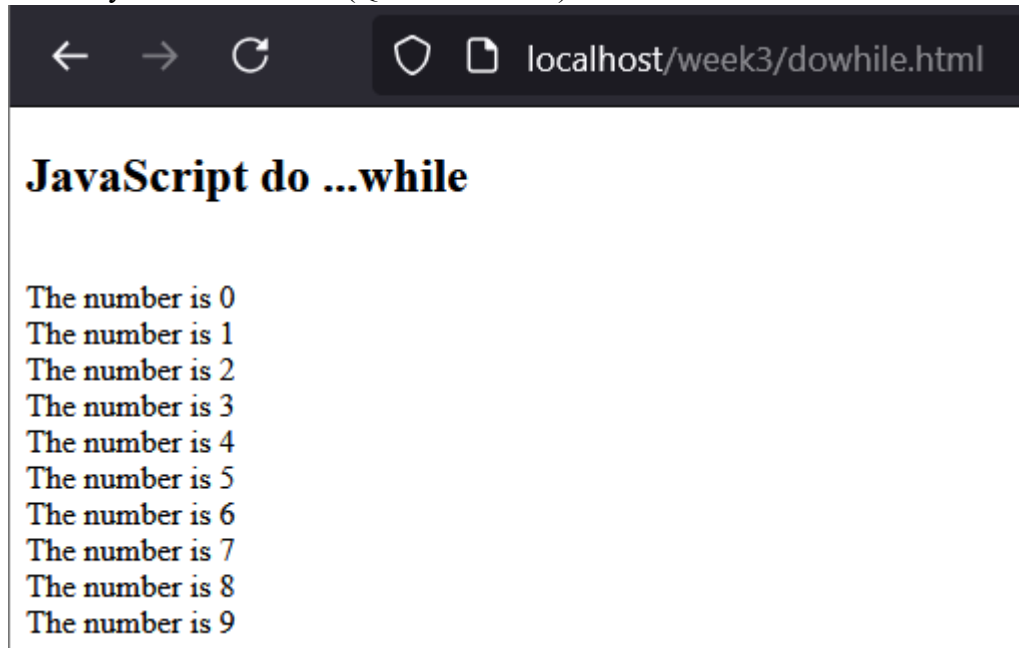 localhost/week3/dowhile.html
JavaScript do ...while
The number is 0
The number is 1
The number is 2
The number is 3
The number is 4
The number is 5
The number is 6
The number is 7
The number is 8
The number is 9